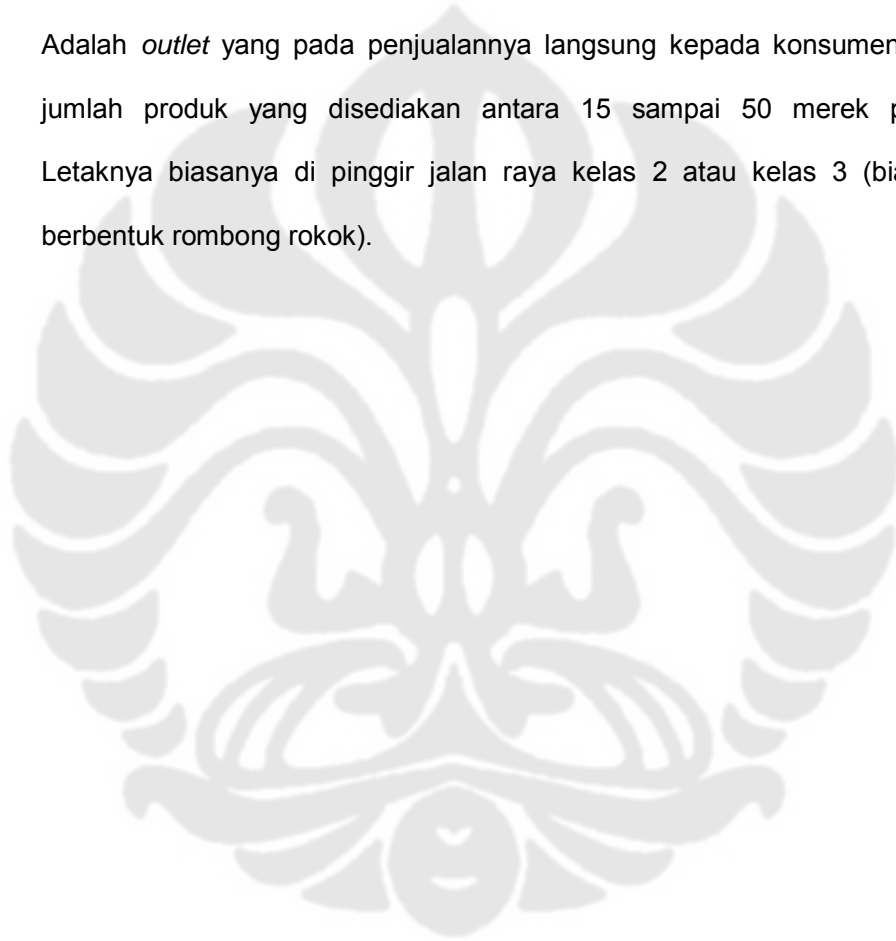 Adalah outlet yang pada penjualannya langsung kepada konsumen
jumlah produk yang disediakan antara 15 sampai 50 merek
Letaknya biasanya di pinggir jalan raya kelas 2 atau kelas 3
berbentuk rombong rokok).